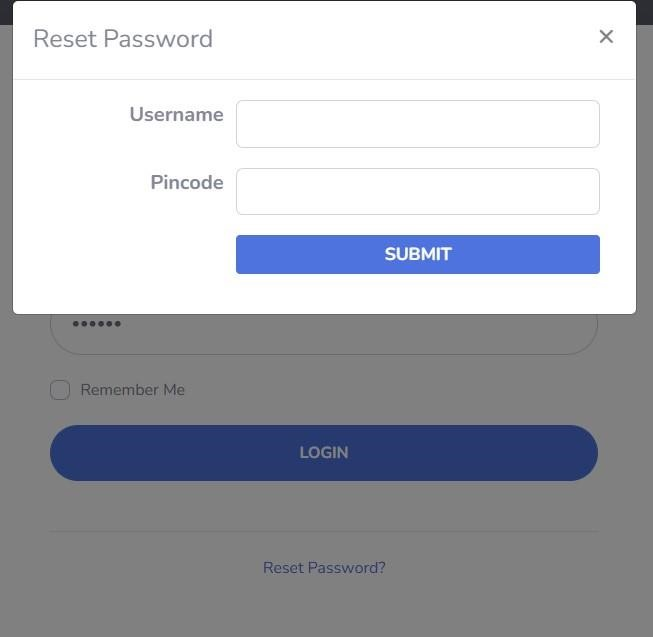 Reset Password ×
Username
Pincode
SUBMIT
••••••
Remember Me
LOGIN
Reset Password?